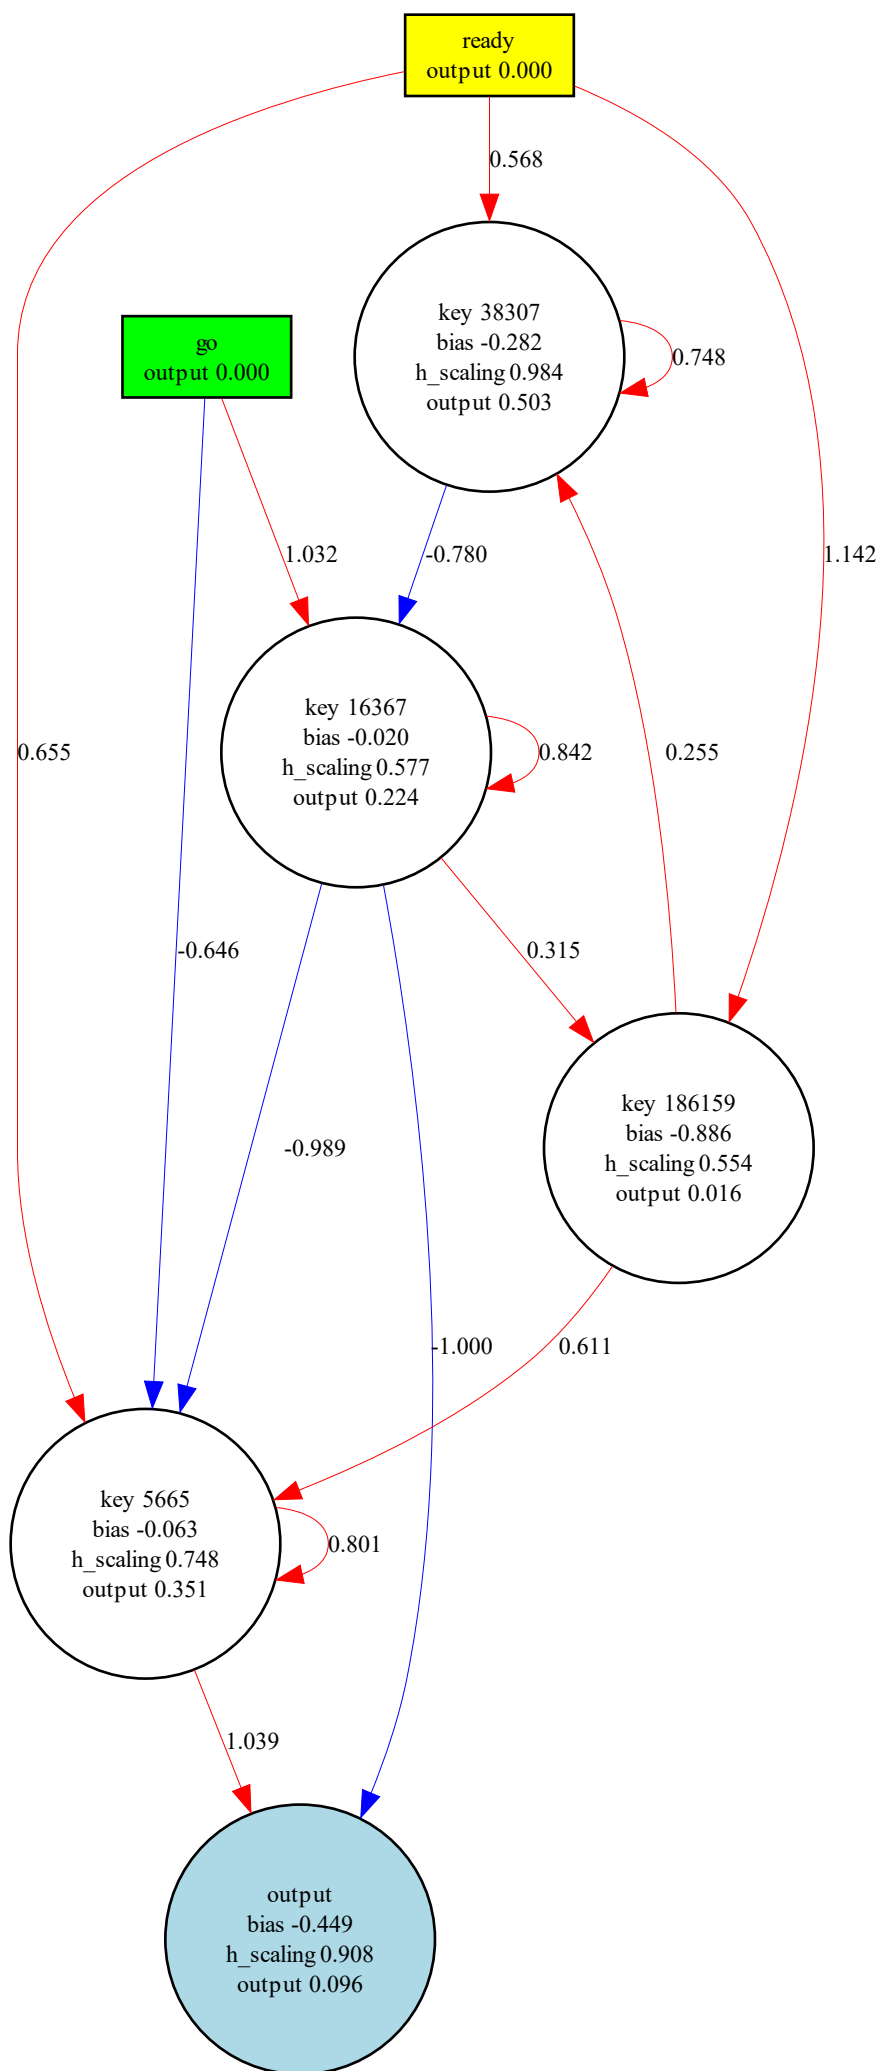 ready
output 0.000
0.568
key 38307
bias -0.282
h_scaling 0.984
output 0.503
0.748
go
output 0.000
1.032
-0.780
1.142
key 16367
bias -0.020
h_scaling 0.577
output 0.224
0.842
0.655
0.255
-0.646
0.315
key 186159
bias -0.886
h_scaling 0.554
output 0.016
-0.989
-1.000
0.611
key 5665
bias -0.063
h_scaling 0.748
output 0.351
0.801
1.039
output
bias -0.449
h_scaling 0.908
output 0.096